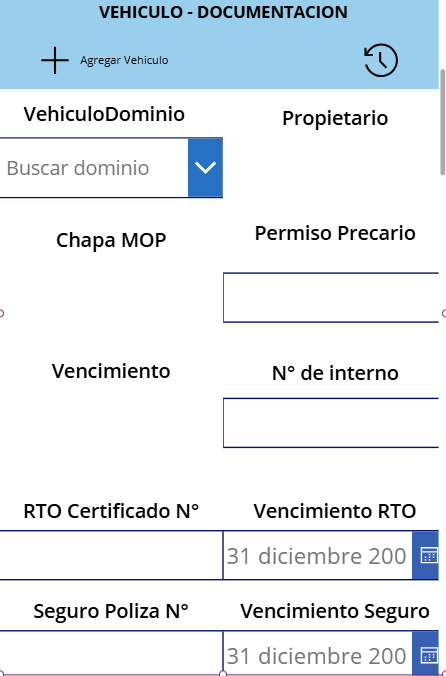 VEHICULO - DOCUMENTACION
Agregar Vehiculo
VehiculoDominio
Propietario
Buscar dominio
Chapa MOP
Permiso Precario
Vencimiento
N° de interno
RTO Certificado N°
Vencimiento RTO
31 diciembre 200
Seguro Poliza N°
Vencimiento Seguro
31 diciembre 200